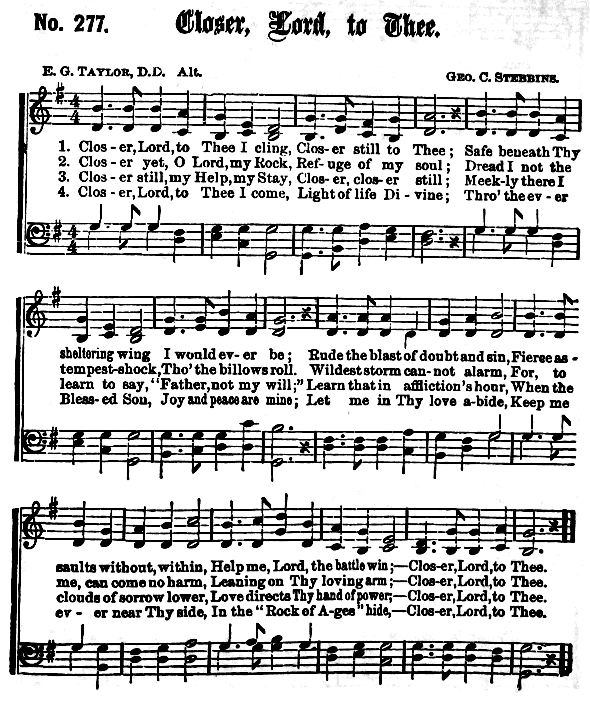 No. 277. Closer, Lord, to Thee.
E. G. TAYLOR, D.D. Alt. GEO. C. STEBBINS.
1. Clos - er, Lord, to Thee I cling, Clos - er still to Thee; Safe beneath Thy
2. Clos - er yet, O Lord, my Rock, Ref - uge of my soul; Dread I not the
3. Clos - er still, my Help, my Stay, Clos - er, clos - er still; Meek - ly there I
4. Clos - er, Lord, to Thee I come, Light of life Di - vine; Thro' the ev - er
sheltering wing I would ev - er be; Rude the blast of doubt and sin, Fierce as -
tempest-shock, Tho' the billows roll. Wildest storm can - not alarm, For, to
learn to say, "Father, not my will;" Learn that in affliction's hour, When the
Bless - ed Son, Joy and peace are mine; Let me in Thy love a-bide, Keep me
saults without, within, Help me, Lord, the battle win;—Clos-er, Lord, to Thee.
me, can come no harm, Leaning on Thy loving arm;—Clos-er, Lord, to Thee.
clouds of sorrow lower, Love directs Thy hand of power;—Clos-er, Lord, to Thee.
ev - er near Thy side, In the "Rock of A-ges" hide,—Clos-er, Lord, to Thee.